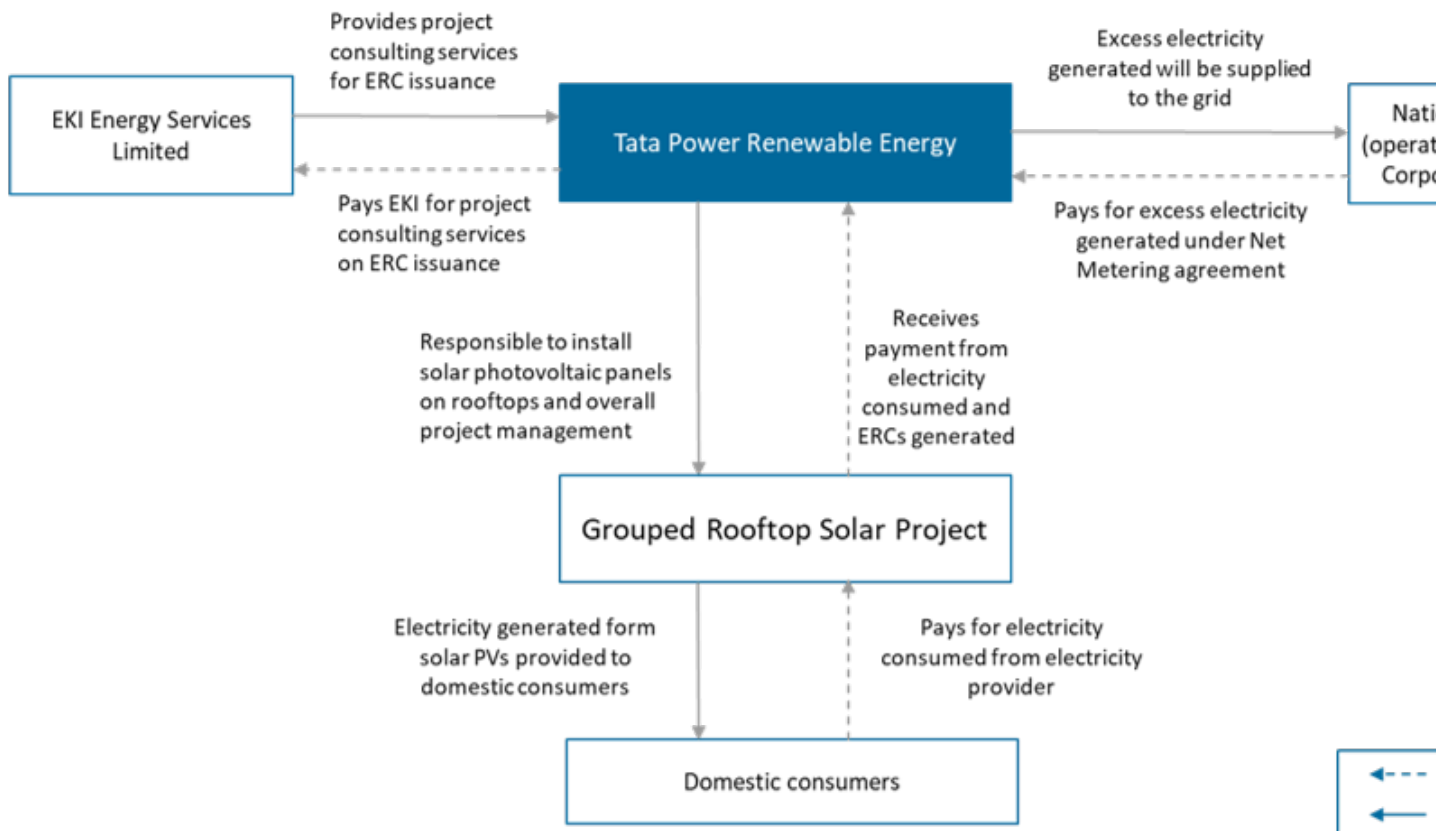 Provides project
consulting services
for ERC issuance
EKI Energy Services
Limited
Pays EKI for project
consulting services
on ERC issuance
Tata Power Renewable Energy
Excess electricity
generated will be supplied
to the grid
Pays for excess electricity
generated under Net
Metering agreement
Responsible to install
solar photovoltaic panels
on rooftops and overall
project management
Receives
payment from
electricity
consumed and
ERCs generated
Grouped Rooftop Solar Project
Electricity generated form
solar PVs provided to
domestic consumers
Pays for electricity
consumed from electricity
provider
Domestic consumers